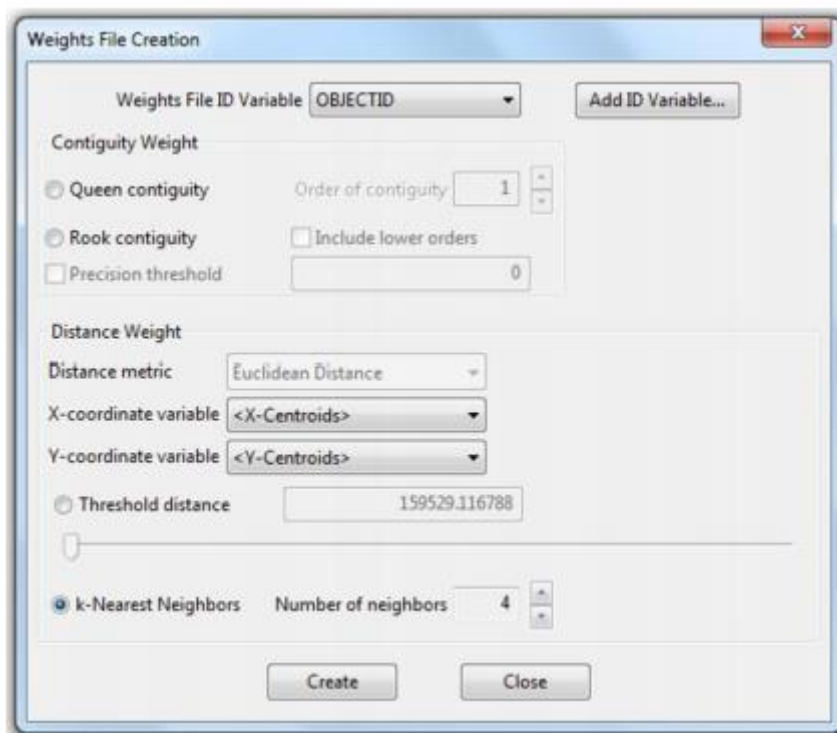 Weights File Creation
Weights File ID Variable OBJECTID Add ID Variable...
Contiguity Weight
Queen contiguity Order of contiguity 1
Rook contiguity Include lower orders
Precision threshold 0
Distance Weight
Distance metric Euclidean Distance
X-coordinate variable <X-Centroids>
Y-coordinate variable <Y-Centroids>
Threshold distance 159529.116788
k-Nearest Neighbors Number of neighbors 4
Create Close